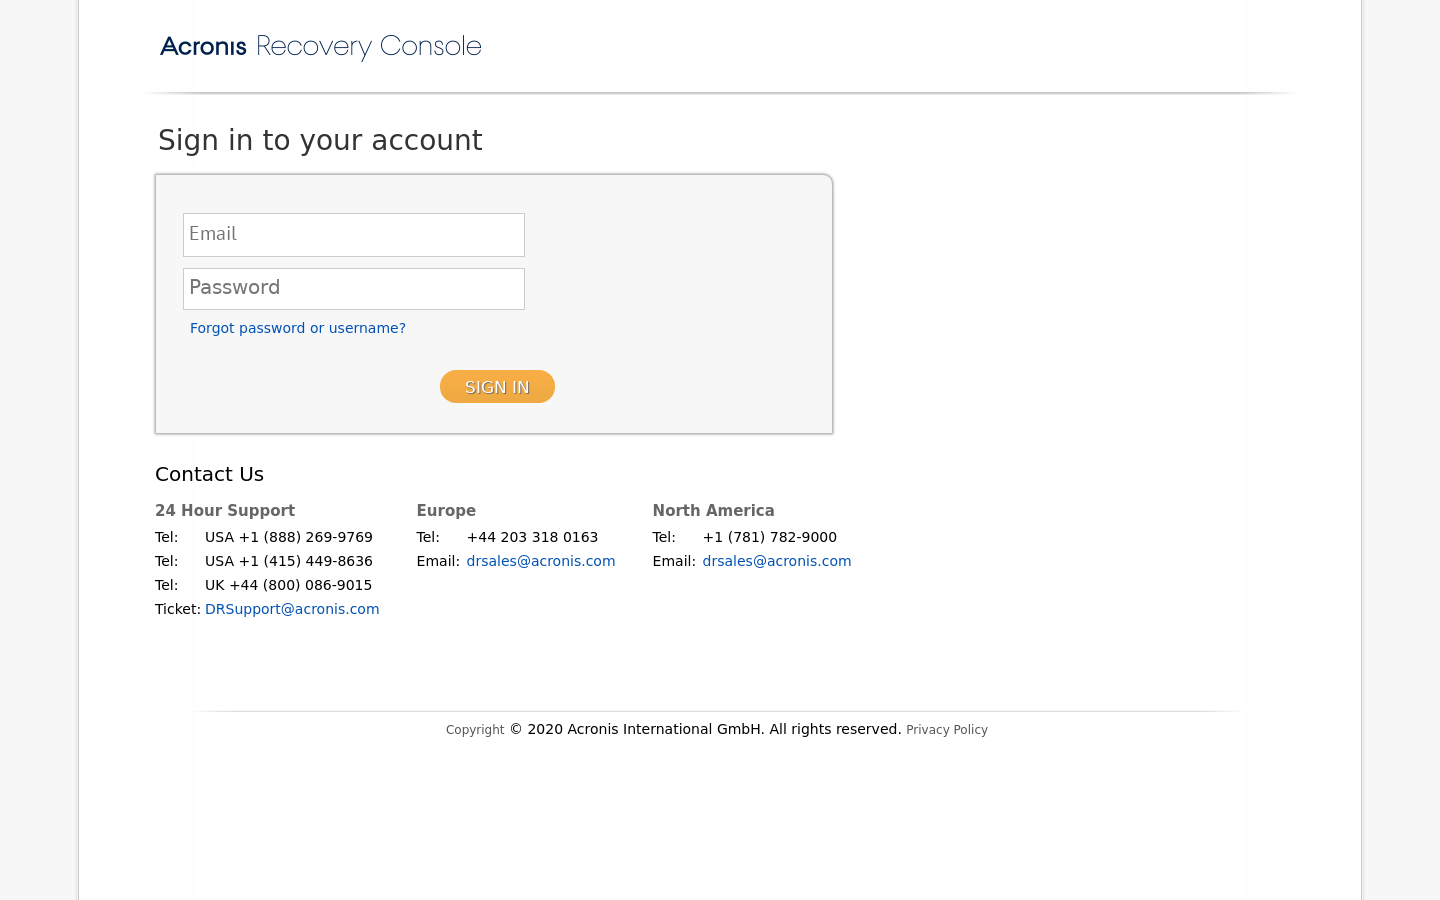 Acronis Recovery Console
Sign in to your account
Email
Password
Forgot password or username?
SIGN IN
Contact Us
24 Hour Support
Tel: USA +1 (888) 269-9769
Tel: USA +1 (415) 449-8636
Tel: UK +44 (800) 086-9015
Ticket: DRSupport@acronis.com
Europe
Tel: +44 203 318 0163
Email: drsales@acronis.com
North America
Tel: +1 (781) 782-9000
Email: drsales@acronis.com
Copyright © 2020 Acronis International GmbH. All rights reserved. Privacy Policy